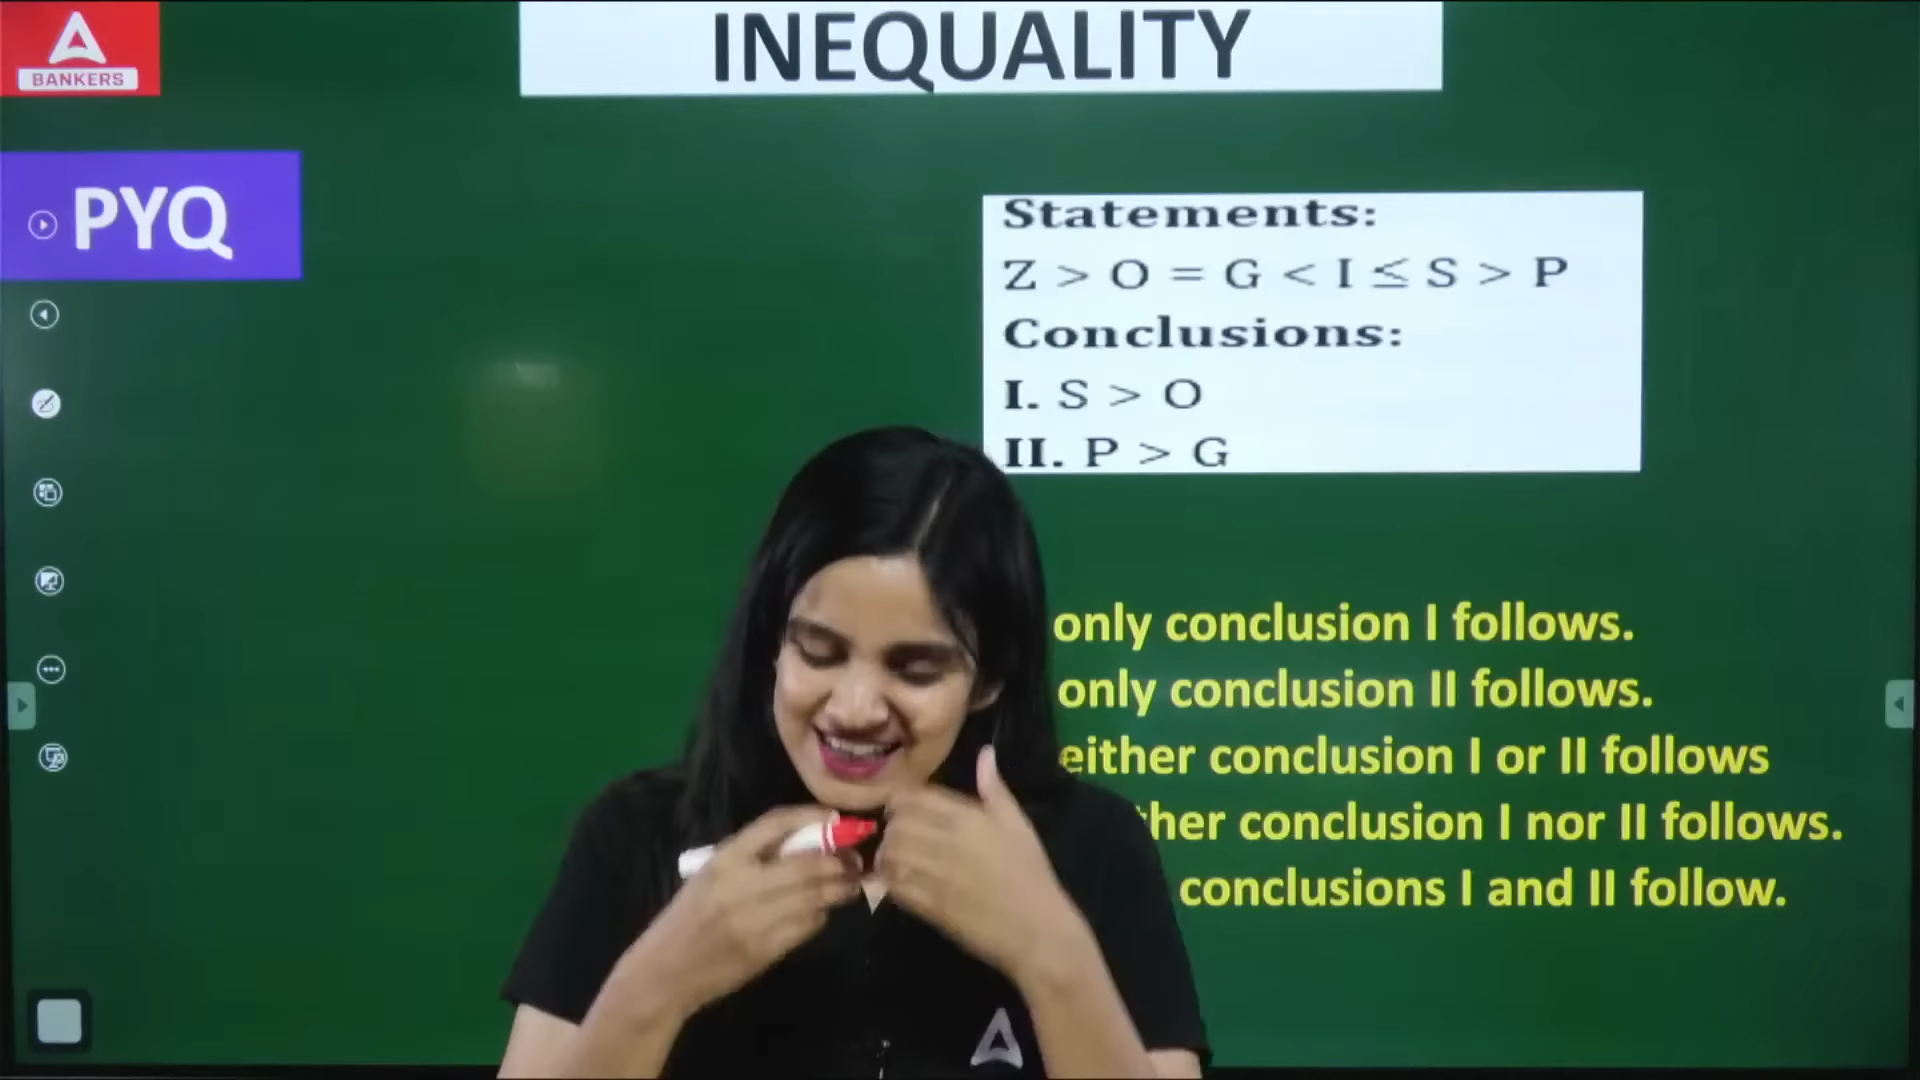 BANKERS
INEQUALITY
PYQ
Statements:
Z > O = G < I ≤ S > P
Conclusions:
I. S > O
II. P > G
only conclusion I follows.
only conclusion II follows.
either conclusion I or II follows
conclusion I nor II follows.
conclusions I and II follow.